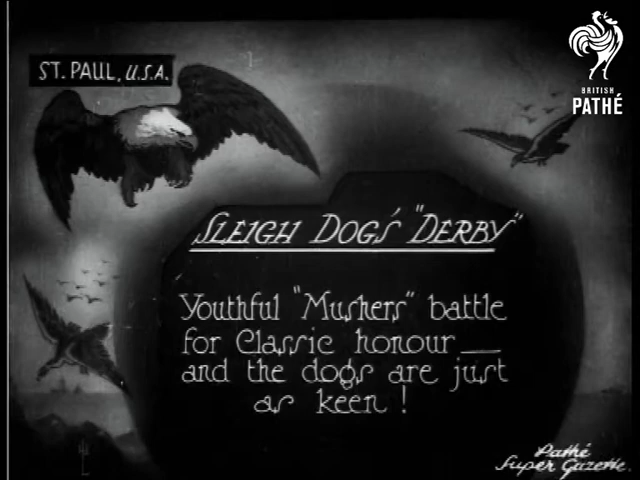 ST. PAUL, U.S.A.
BRITISH
PATHÉ
SLEIGH DOG'S "DERBY"
Youthful "Mushers" battle
for Classic honour —
and the dogs are just
as keen!
Pathé
Super Gazette.